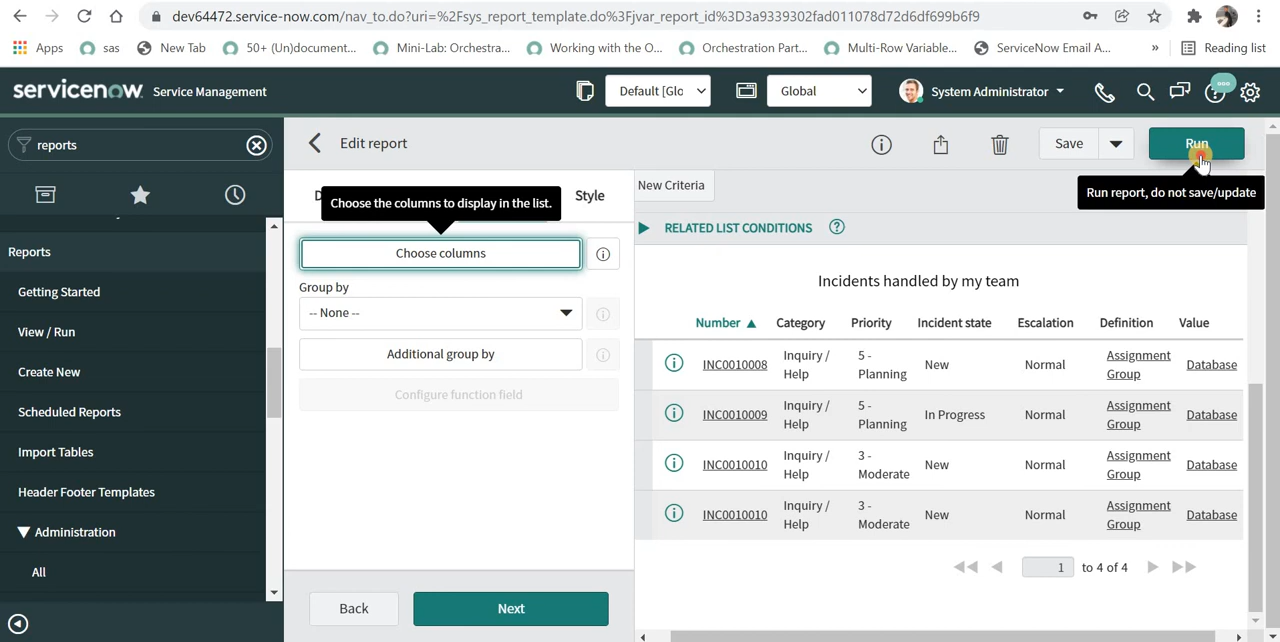 dev64472.service-now.com/nav_to.do?uri=%2Fsys_report_template.do%3Fjvar_report_id%3D3a9339302fad011078d72d6df699b6f9
Apps sas New Tab 50+ (Un)document... Mini-Lab: Orchestra... Working with the O... Orchestration Part... Multi-Row Variable... ServiceNow Email A... » Reading list
servicenow. Service Management Default [Glo Global System Administrator
reports
Edit report
Save
Run
Run report, do not save/update
D
Choose the columns to display in the list.
Style
New Criteria
Choose columns
RELATED LIST CONDITIONS
Group by
-- None --
Additional group by
Configure function field
Back
Next
Reports
Getting Started
View / Run
Create New
Scheduled Reports
Import Tables
Header Footer Templates
Administration
All
Incidents handled by my team
Number ▲ Category Priority Incident state Escalation Definition Value
INC0010008 Inquiry / Help 5 - Planning New Normal Assignment Group Database
INC0010009 Inquiry / Help 5 - Planning In Progress Normal Assignment Group Database
INC0010010 Inquiry / Help 3 - Moderate New Normal Assignment Group Database
INC0010010 Inquiry / Help 3 - Moderate New Normal Assignment Group Database
1 to 4 of 4